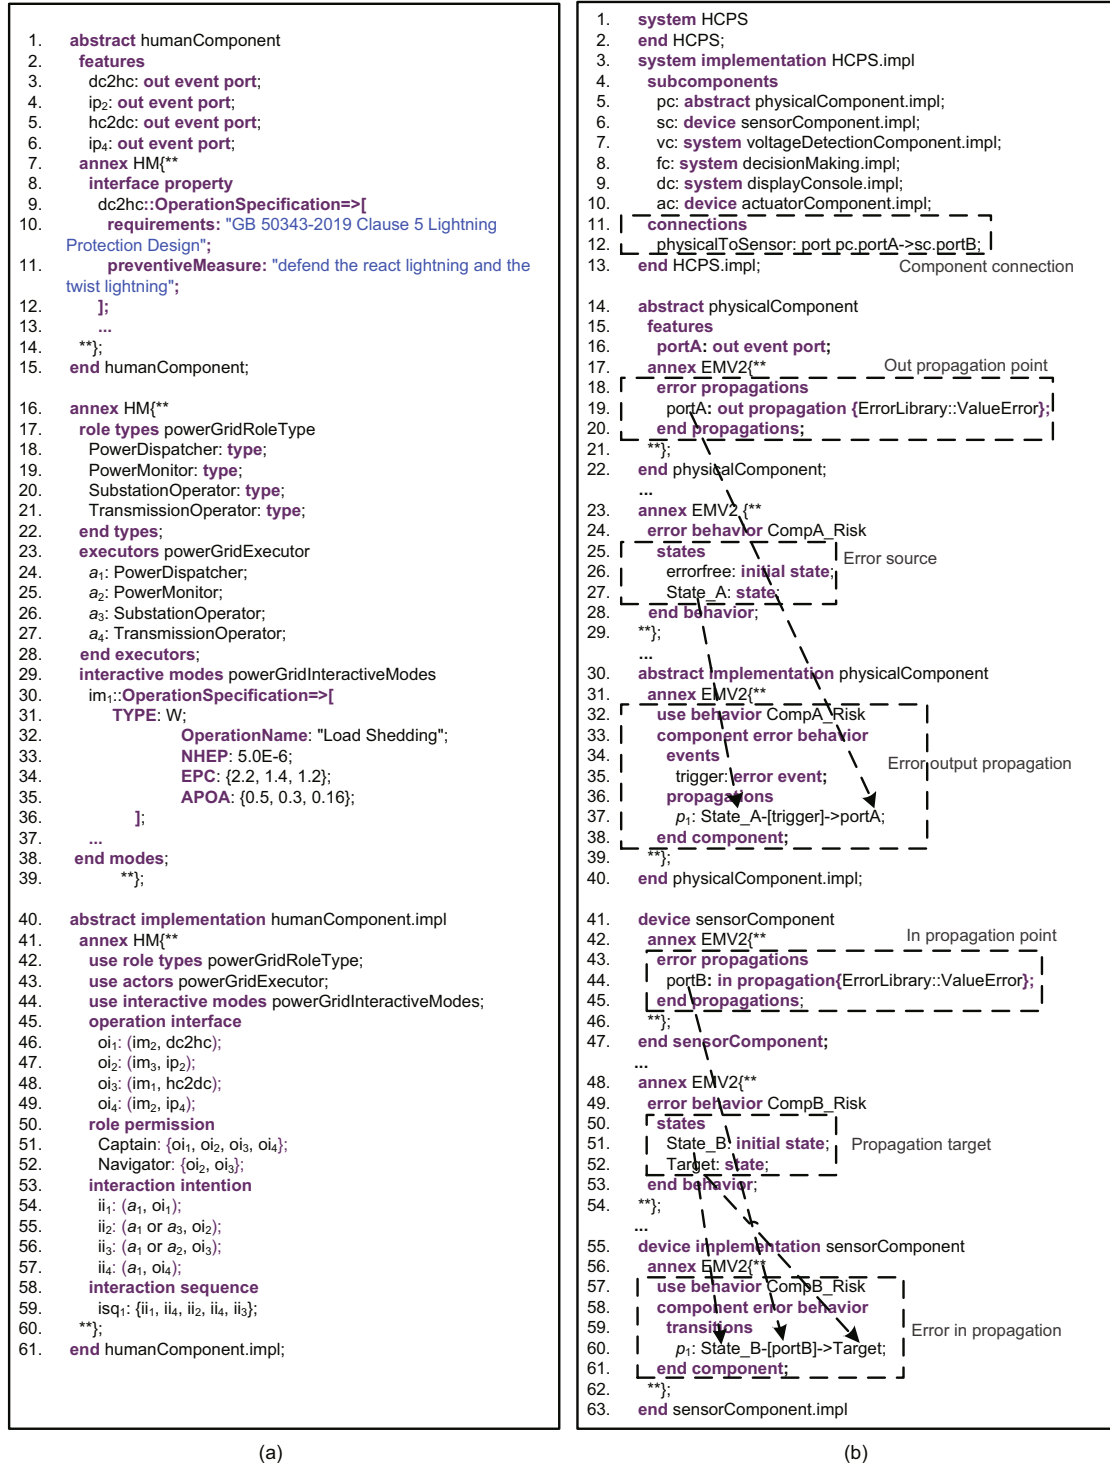 1. abstract humanComponent
2. features
3. dc2hc: out event port;
4. ip₂: out event port;
5. hc2dc: out event port;
6. ip₄: out event port;
7. annex HM{**
8. interface property
9. dc2hc::OperationSpecification=>[
10. requirements: "GB 50343-2019 Clause 5 Lightning
Protection Design";
11. preventiveMeasure: "defend the react lightning and the
twist lightning";
12. ];
13. ...
14. **};
15. end humanComponent;
16. annex HM{**
17. role types powerGridRoleType
18. PowerDispatcher: type;
19. PowerMonitor: type;
20. SubstationOperator: type;
21. TransmissionOperator: type;
22. end types;
23. executors powerGridExecutor
24. a₁: PowerDispatcher;
25. a₂: PowerMonitor;
26. a₃: SubstationOperator;
27. a₄: TransmissionOperator;
28. end executors;
29. interactive modes powerGridInteractiveModes
30. im₁::OperationSpecification=>[
31. TYPE: W;
32. OperationName: "Load Shedding";
33. NHEP: 5.0E-6;
34. EPC: {2.2, 1.4, 1.2};
35. APOA: {0.5, 0.3, 0.16};
36. ];
37. ...
38. end modes;
39. **};
40. abstract implementation humanComponent.impl
41. annex HM{**
42. use role types powerGridRoleType;
43. use actors powerGridExecutor;
44. use interactive modes powerGridInteractiveModes;
45. operation interface
46. oi₁: (im₂, dc2hc);
47. oi₂: (im₃, ip₂);
48. oi₃: (im₁, hc2dc);
49. oi₄: (im₂, ip₄);
50. role permission
51. Captain: {oi₁, oi₂, oi₃, oi₄};
52. Navigator: {oi₂, oi₃};
53. interaction intention
54. ii₁: (a₁, oi₁);
55. ii₂: (a₁ or a₃, oi₂);
56. ii₃: (a₁ or a₂, oi₃);
57. ii₄: (a₁, oi₄);
58. interaction sequence
59. isq₁: {ii₁, ii₄, ii₂, ii₄, ii₃};
60. **};
61. end humanComponent.impl;
(a)
1. system HCPS
2. end HCPS;
3. system implementation HCPS.impl
4. subcomponents
5. pc: abstract physicalComponent.impl;
6. sc: device sensorComponent.impl;
7. vc: system voltageDetectionComponent.impl;
8. fc: system decisionMaking.impl;
9. dc: system displayConsole.impl;
10. ac: device actuatorComponent.impl;
11. connections
12. physicalToSensor: port pc.portA->sc.portB;
13. end HCPS.impl;
Component connection
14. abstract physicalComponent
15. features
16. portA: out event port;
17. annex EMV2{**
Out propagation point
18. error propagations
19. portA: out propagation {ErrorLibrary::ValueError};
20. end propagations;
21. **};
22. end physicalComponent;
...
23. annex EMV2 {**
24. error behavior CompA_Risk
25. states
Error source
26. errorfree: initial state;
27. State_A: state;
28. end behavior;
29. **};
...
30. abstract implementation physicalComponent
31. annex EMV2{**
32. use behavior CompA_Risk
33. component error behavior
34. events
Error output propagation
35. trigger: error event;
36. propagations
37. p₁: State_A-[trigger]->portA;
38. end component;
39. **};
40. end physicalComponent.impl;
41. device sensorComponent
42. annex EMV2{**
In propagation point
43. error propagations
44. portB: in propagation{ErrorLibrary::ValueError};
45. end propagations;
46. **};
47. end sensorComponent;
...
48. annex EMV2{**
49. error behavior CompB_Risk
50. states
51. State_B: initial state;
Propagation target
52. Target: state;
53. end behavior;
54. **};
...
55. device implementation sensorComponent
56. annex EMV2{**
57. use behavior CompB_Risk
58. component error behavior
59. transitions
Error in propagation
60. p₁: State_B-[portB]->Target;
61. end component;
62. **};
63. end sensorComponent.impl
(b)